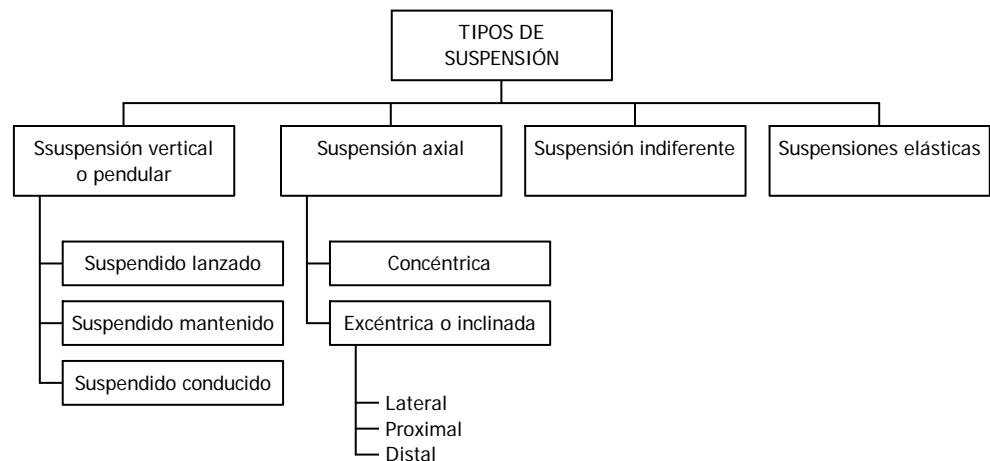 TIPOS DE
SUSPENSIÓN
Ssuspensión vertical
o pendular
Suspensión axial
Suspensión indiferente
Suspensiones elásticas
Suspendido lanzado
Suspendido mantenido
Suspendido conducido
Concéntrica
Excéntrica o inclinada
Lateral
Proximal
Distal